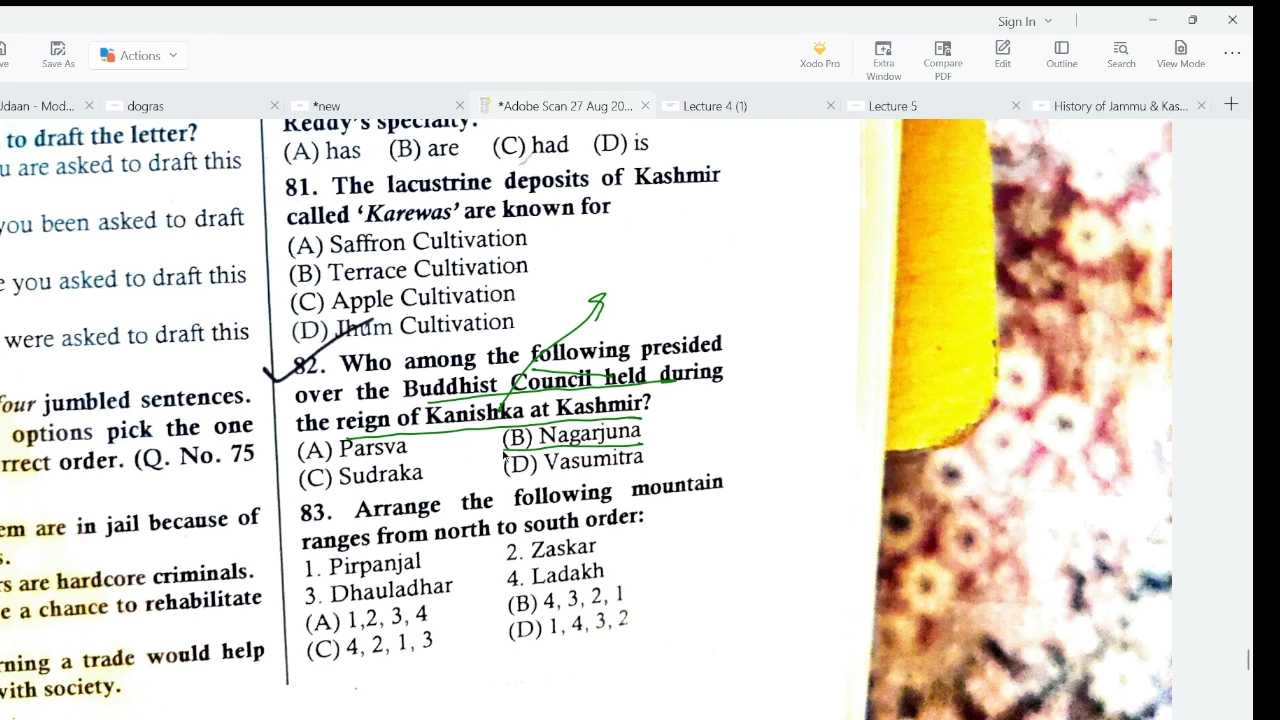 Sign In
ve
Save As
Actions
Xodo Pro
Extra Window
Compare PDF
Edit
Outline
Search
View Mode
Jdaan - Mod...
dogras
*new
*Adobe Scan 27 Aug 20...
Lecture 4 (1)
Lecture 5
History of Jammu & Kas...
to draft the letter?
u are asked to draft this
you been asked to draft
e you asked to draft this
were asked to draft this
four jumbled sentences.
options pick the one
rrect order. (Q. No. 75
em are in jail because of
s.
rs are hardcore criminals.
e a chance to rehabilitate
rning a trade would help
with society.
Reddy's specialty.
(A) has (B) are (C) had (D) is
81. The lacustrine deposits of Kashmir
called 'Karewas' are known for
(A) Saffron Cultivation
(B) Terrace Cultivation
(C) Apple Cultivation
(D) Jhum Cultivation
82. Who among the following presided
over the Buddhist Council held during
the reign of Kanishka at Kashmir?
(A) Parsva (B) Nagarjuna
(C) Sudraka (D) Vasumitra
83. Arrange the following mountain
ranges from north to south order:
1. Pirpanjal 2. Zaskar
3. Dhauladhar 4. Ladakh
(A) 1,2, 3, 4 (B) 4, 3, 2, 1
(C) 4, 2, 1, 3 (D) 1, 4, 3, 2